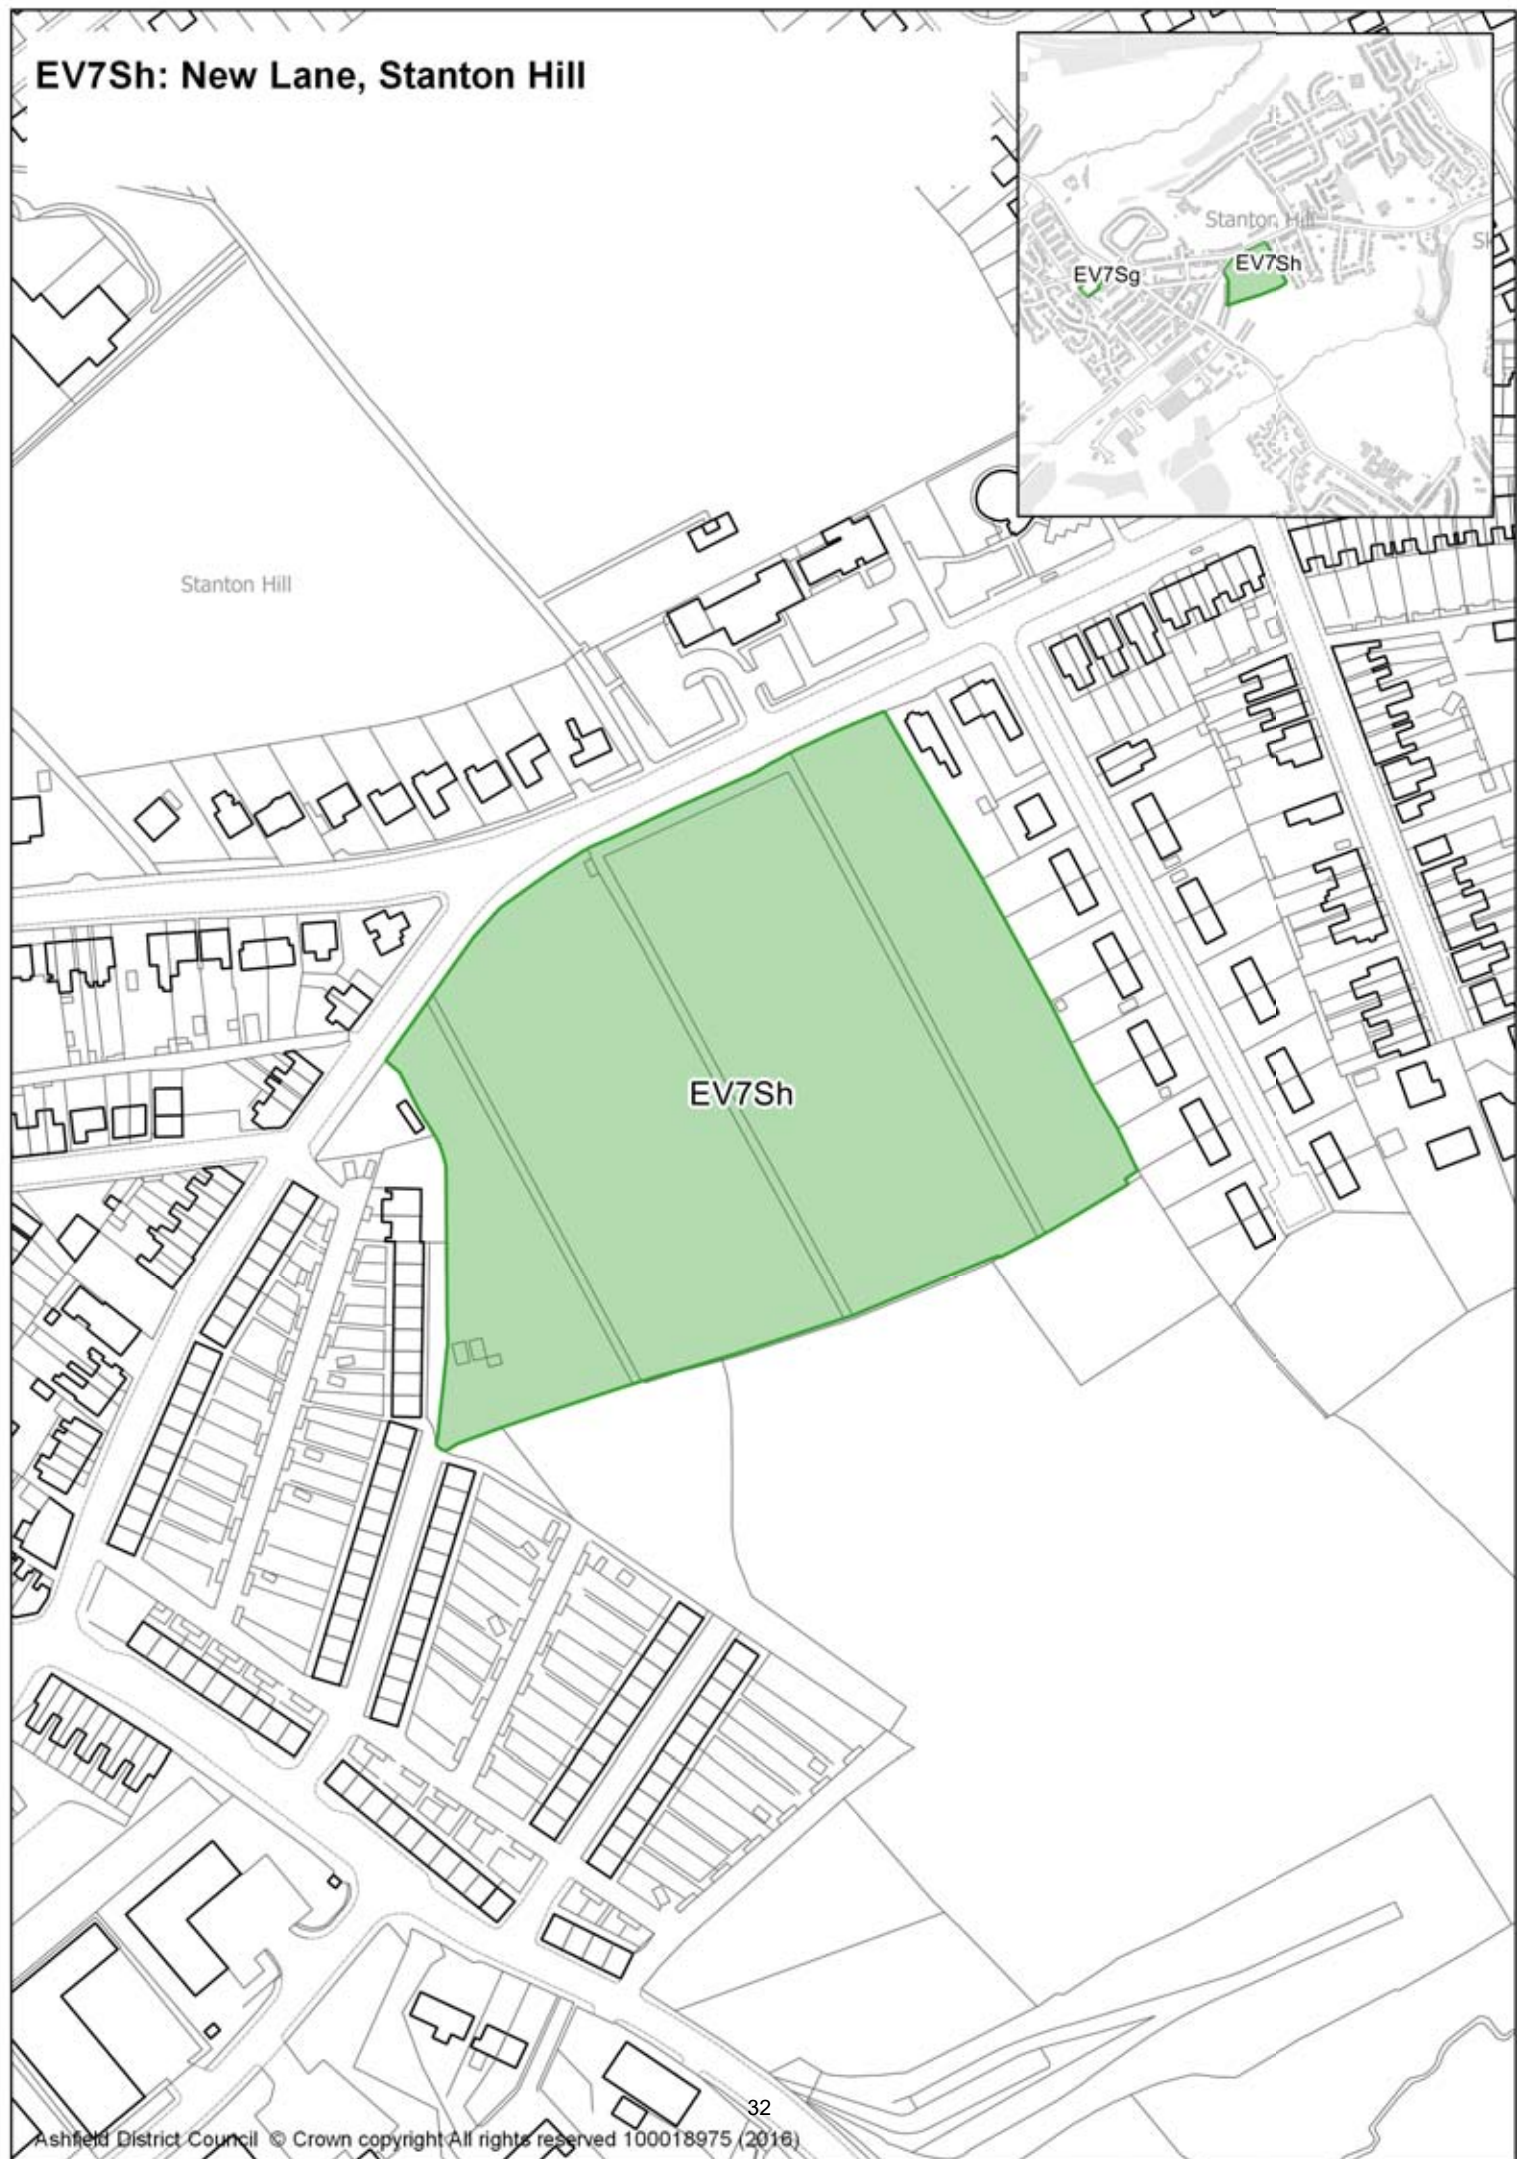 EV7Sh: New Lane, Stanton Hill
Stanton Hill
EV7Sg
EV7Sh
Stanton Hill
EV7Sh
32
Ashfield District Council © Crown copyright All rights reserved 100018975 (2016)